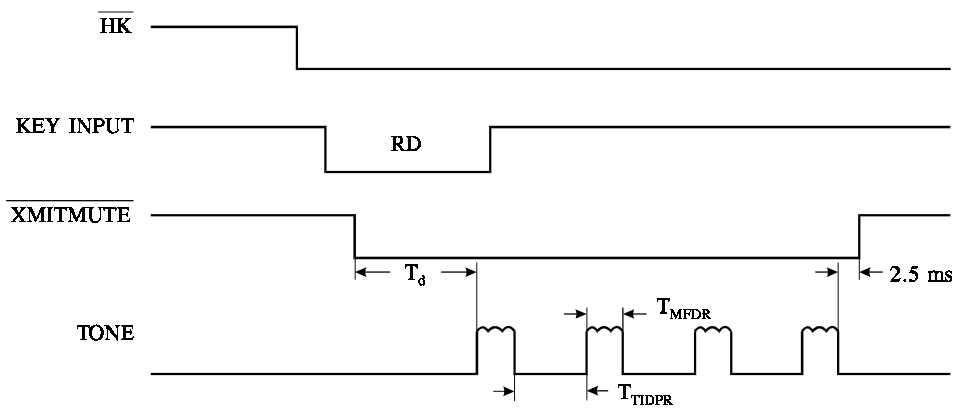 HK
KEY INPUT
RD
XMITMUTE
Td
2.5 ms
TONE
TMFDR
TTIDPR